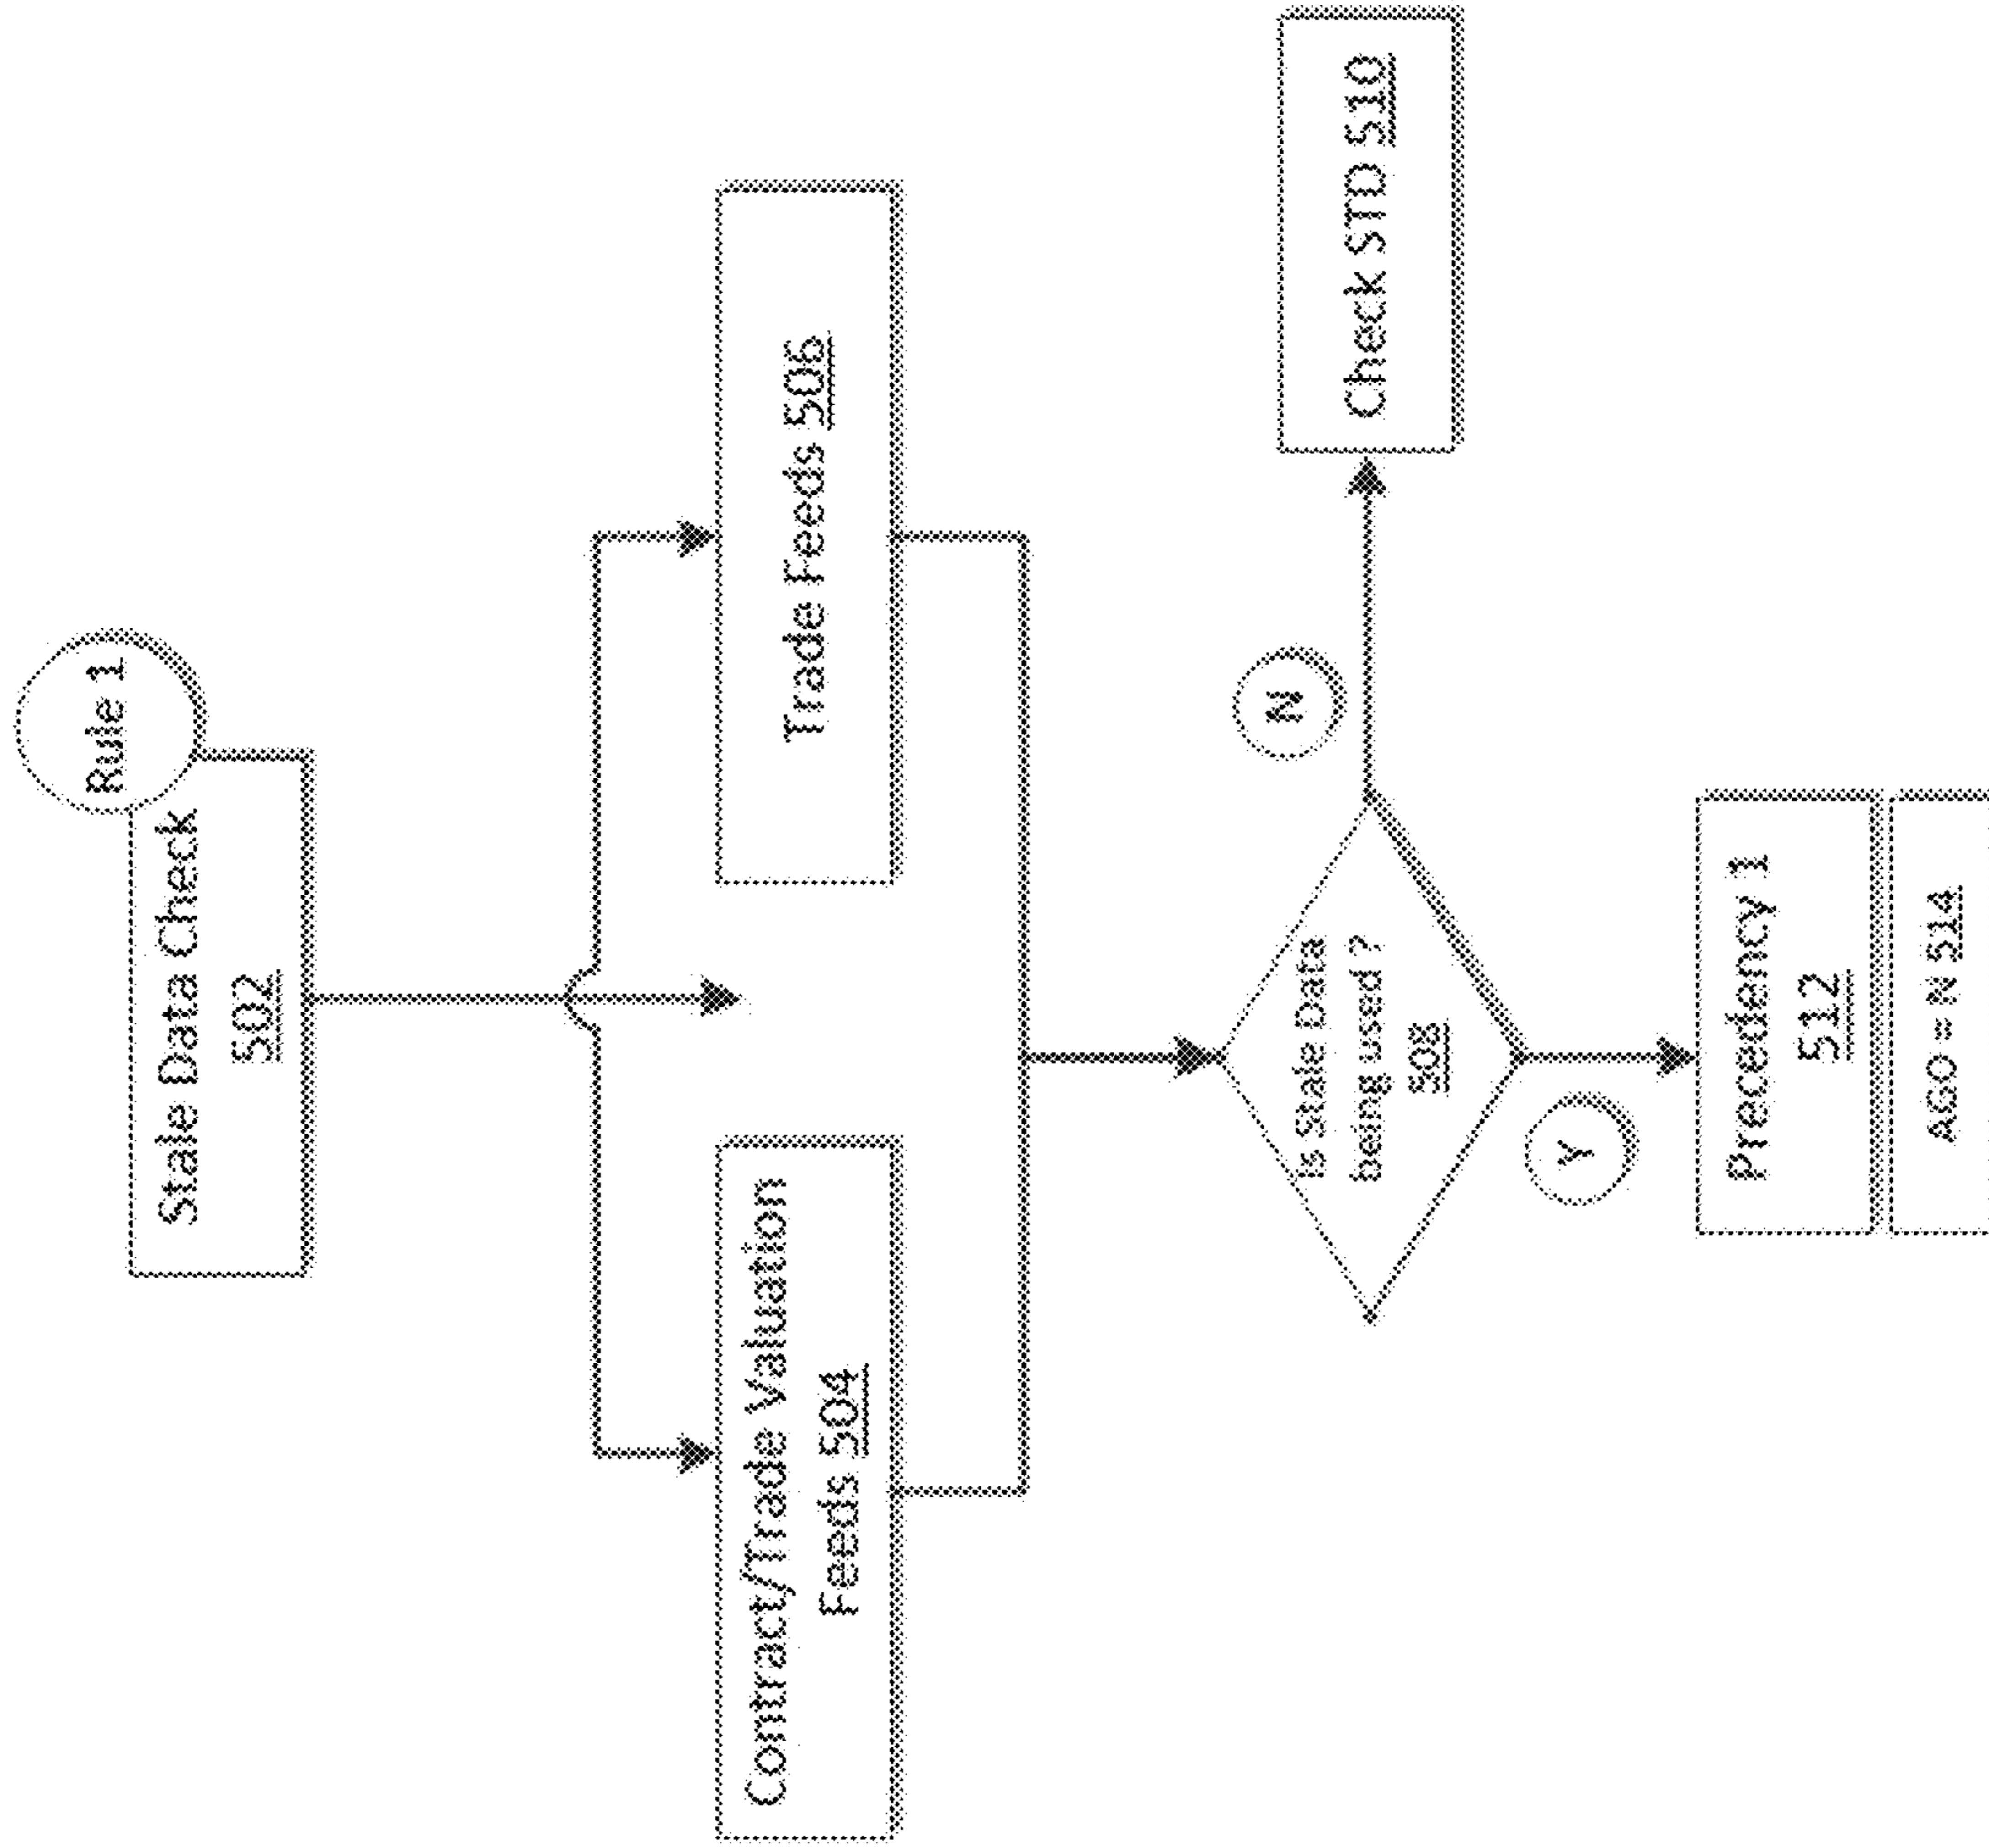 Rule 1
Stale Data Check
502
Contract/Trade Valuation
Feeds 504
Trade Feeds 506
Is Stale Data
being used ?
508
N
Check STD 510
Y
Precedency 1
512
AGO = N 514